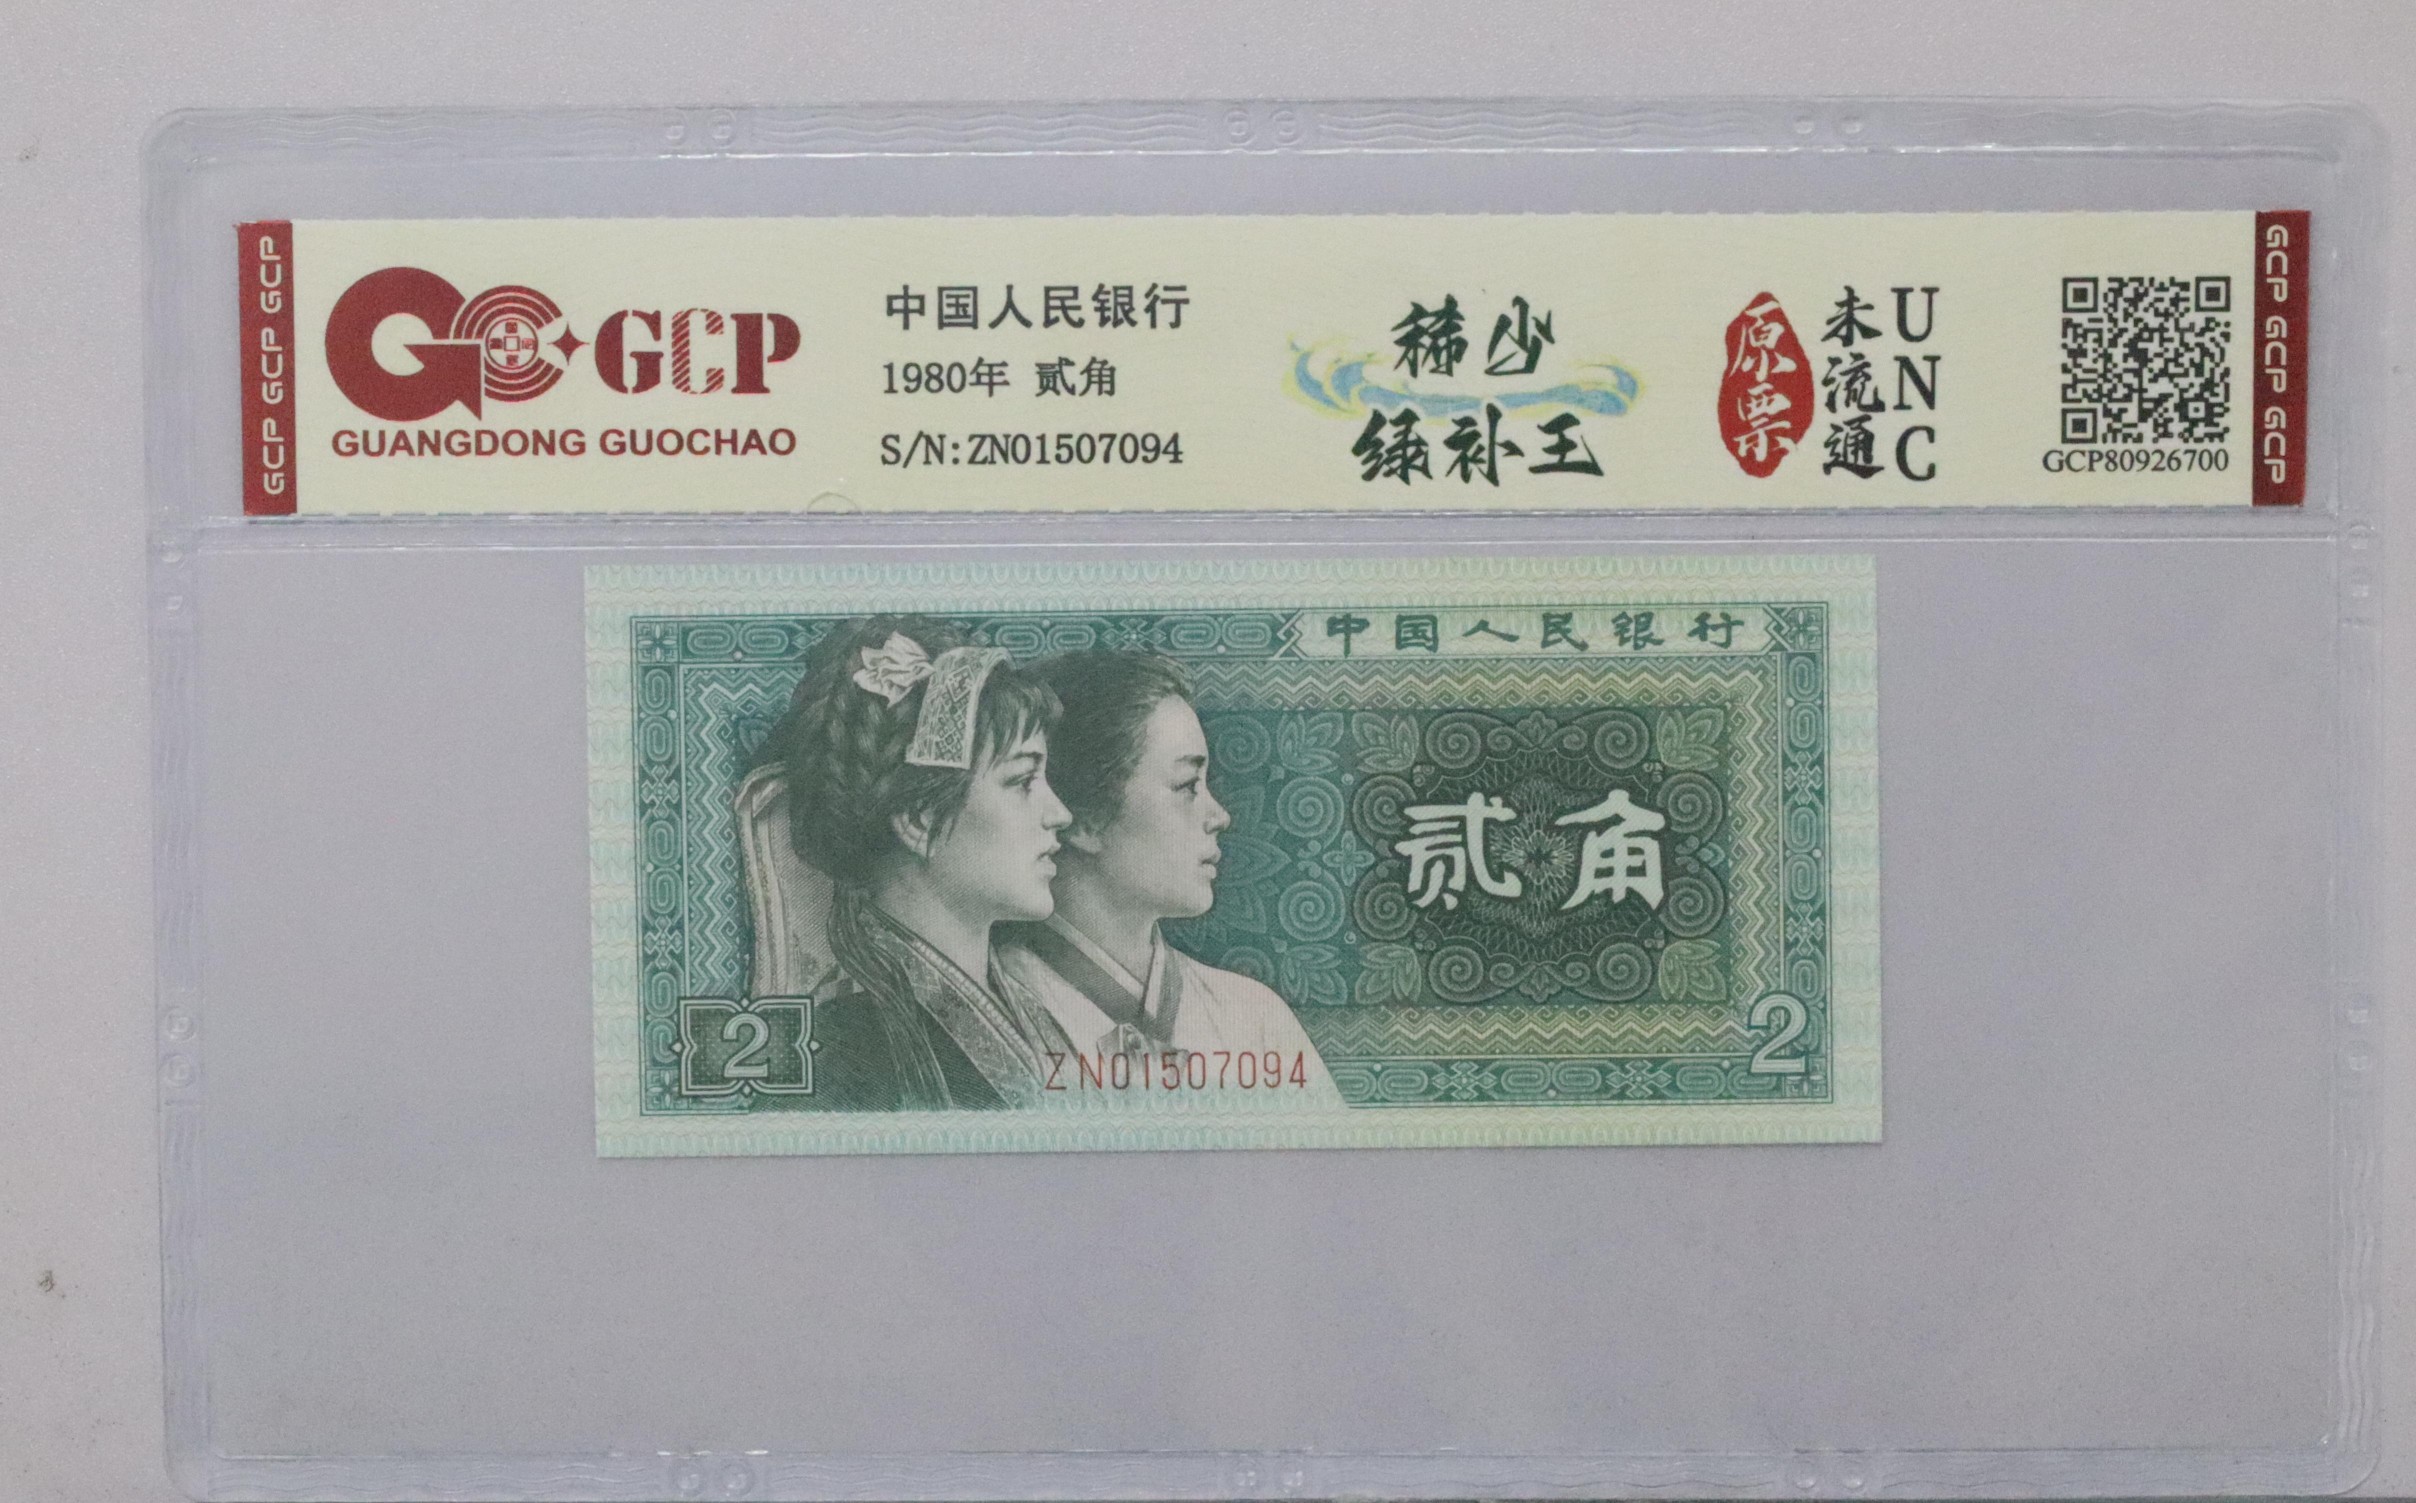 GCP GCP GCP
GCP
GUANGDONG GUOCHAO
中国人民银行
1980年 贰角
S/N:ZN01507094
稀少
绿补王
原票
未流通
UNC
GCP80926700
GCP GCP GCP
中国人民银行
贰角
2
ZN01507094
2